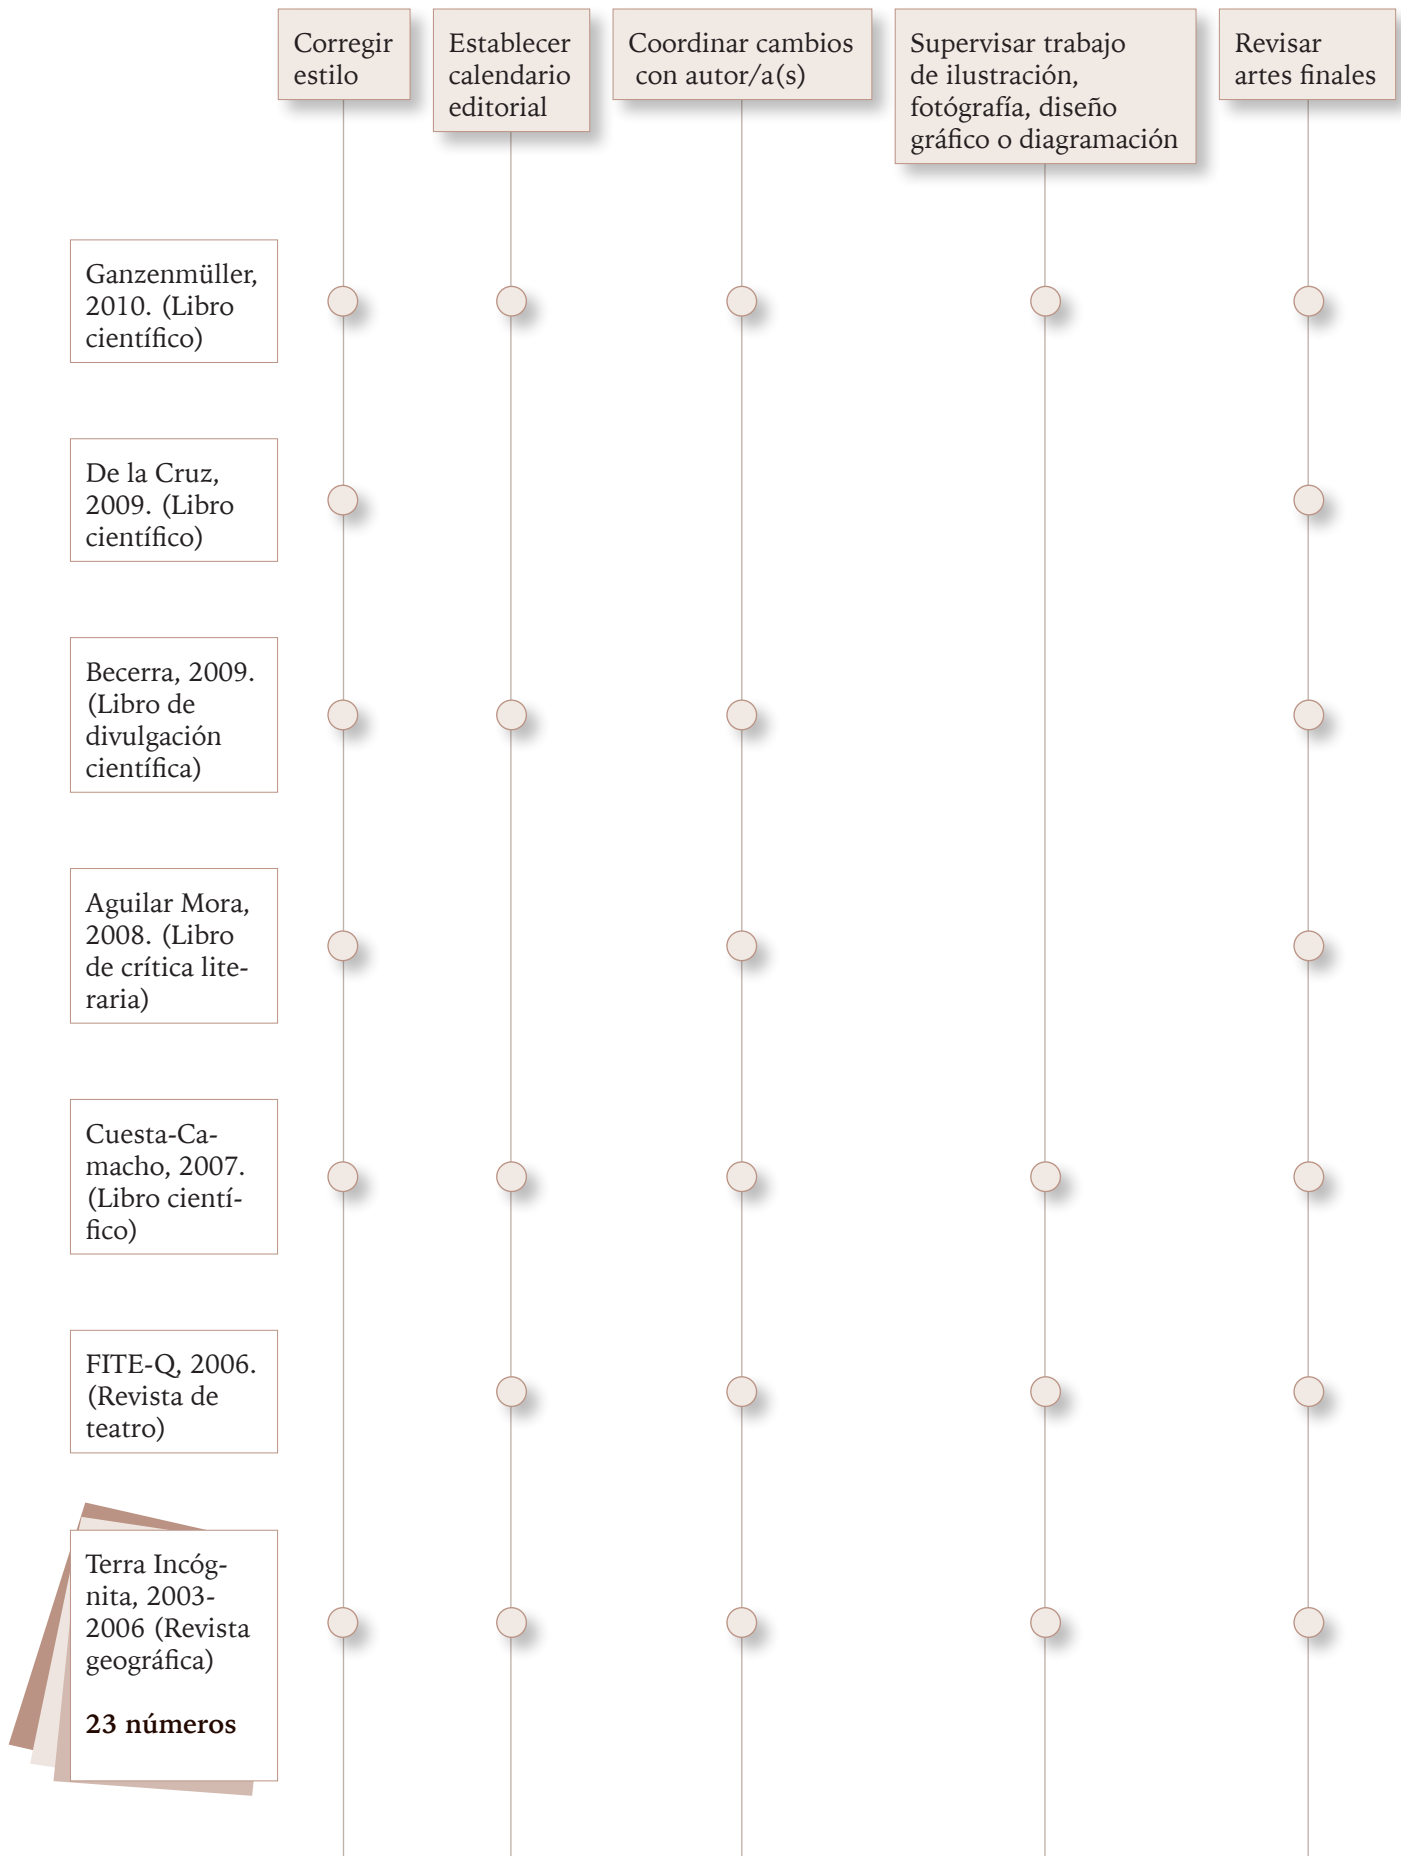 Corregir
estilo
Establecer
calendario
editorial
Coordinar cambios
con autor/a(s)
Supervisar trabajo
de ilustración,
fotógrafía, diseño
gráfico o diagramación
Revisar
artes finales
Ganzenmüller,
2010. (Libro
científico)
De la Cruz,
2009. (Libro
científico)
Becerra, 2009.
(Libro de
divulgación
científica)
Aguilar Mora,
2008. (Libro
de crítica lite-
raria)
Cuesta-Ca-
macho, 2007.
(Libro cientí-
fico)
FITE-Q, 2006.
(Revista de
teatro)
Terra Incóg-
nita, 2003-
2006 (Revista
geográfica)
23 números